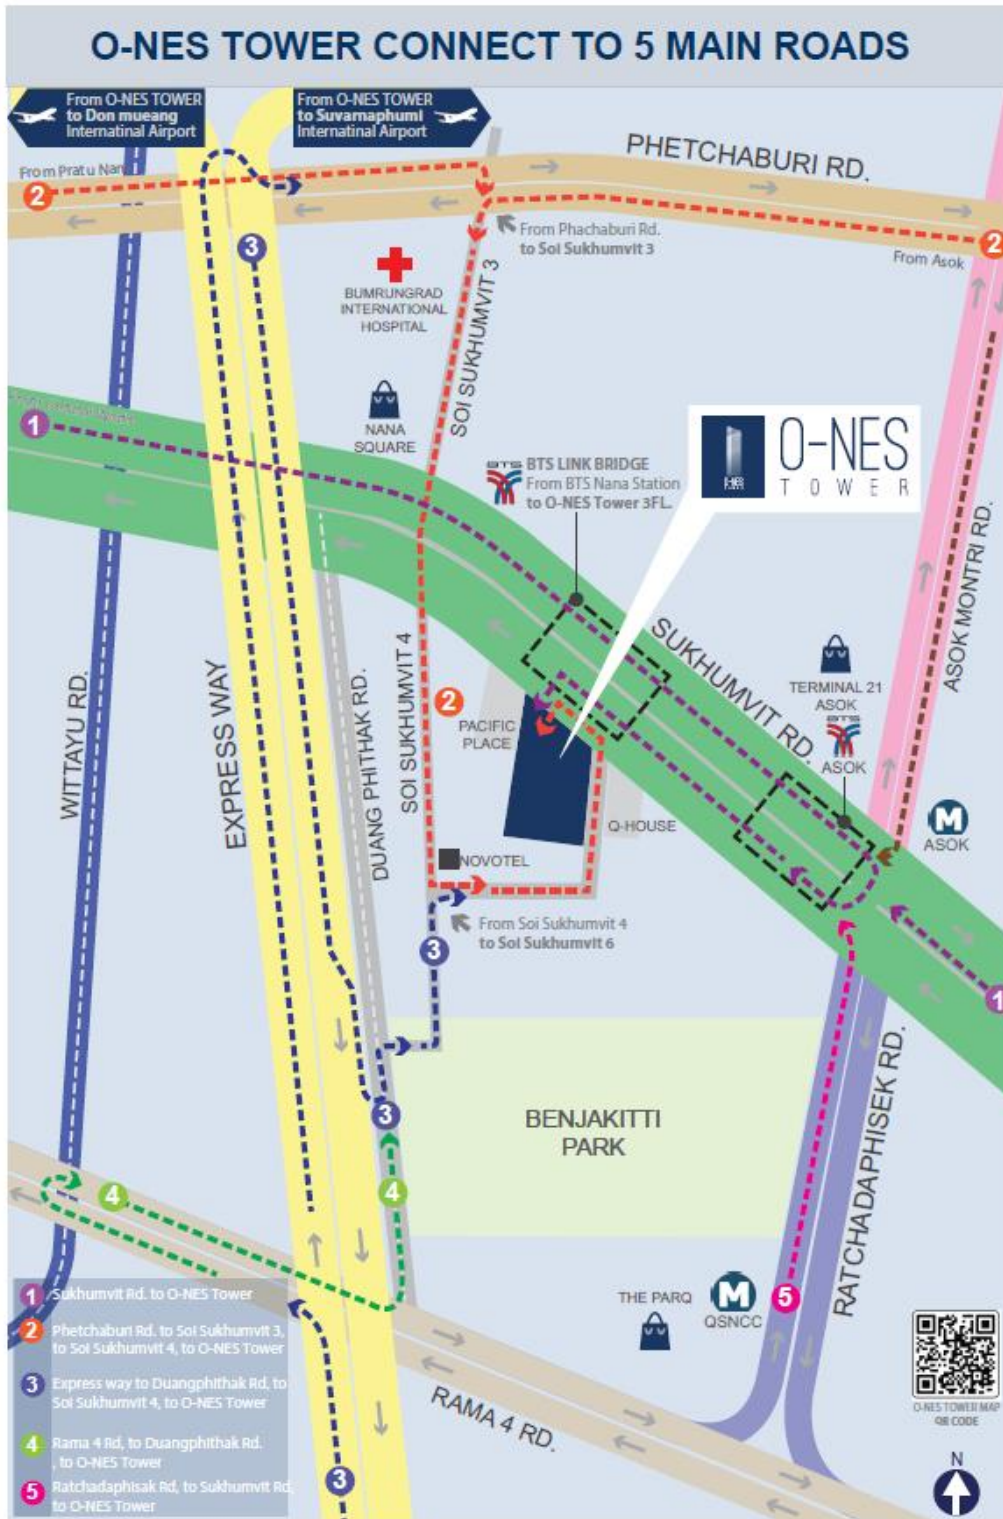 O-NES TOWER CONNECT TO 5 MAIN ROADS
From O-NES TOWER
to Don mueang
Internatinal Airport
From O-NES TOWER
to Suvarnaphumi
Internatinal Airport
From Pratu Nam
PHETCHABURI RD.
2
2
3
From Phachaburi Rd.
to Soi Sukhumvit 3
From Asok
BUMRUNGRAD
INTERNATIONAL
HOSPITAL
SOI SUKHUMVIT 3
1
NANA
SQUARE
BTS
BTS LINK BRIDGE
From BTS Nana Station
to O-NES Tower 3FL.
O-NES
TOWER
ASOK MONTRI RD.
SUKHUMVIT RD.
TERMINAL 21
ASOK
BTS
ASOK
M
ASOK
WITTAYU RD.
EXPRESS WAY
DUANG PHITHAK RD.
SOI SUKHUMVIT 4
2
PACIFIC
PLACE
Q-HOUSE
NOVOTEL
From Soi Sukhumvit 4
to Soi Sukhumvit 6
3
1
3
BENJAKITTI
PARK
RATCHADAPHISEK RD.
4
4
THE PARQ
M
QSNCC
5
RAMA 4 RD.
3
1 Sukhumvit Rd. to O-NES Tower
2 Phetchaburi Rd. to Soi Sukhumvit 3,
to Soi Sukhumvit 4, to O-NES Tower
3 Express way to Duangphithak Rd, to
Soi Sukhumvit 4, to O-NES Tower
4 Rama 4 Rd, to Duangphithak Rd.
, to O-NES Tower
5 Ratchadaphisak Rd, to Sukhumvit Rd,
to O-NES Tower
O-NES TOWER MAP
QR CODE
N